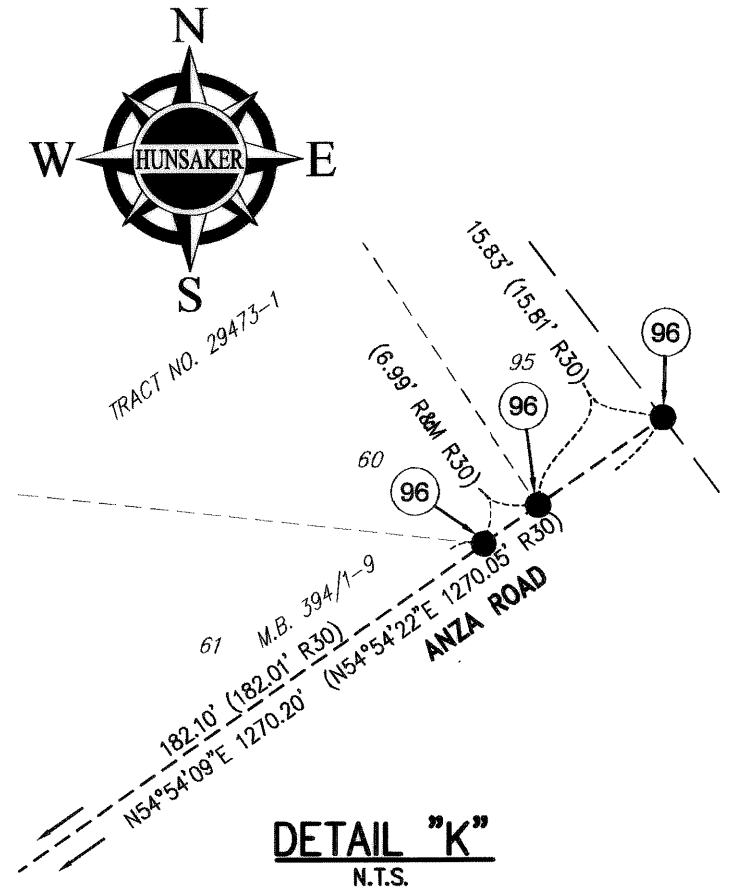 N
W
HUNSAKER
E
S
TRACT NO. 29473-1
15.83' (15.81' R30)
96
95
96
(6.99' R&M R30)
60
96
61
M.B. 394/1-9
182.10' (182.01' R30)
N54°54'09"E 1270.20' (N54°54'22"E 1270.05' R30)
ANZA ROAD
DETAIL "K"
N.T.S.